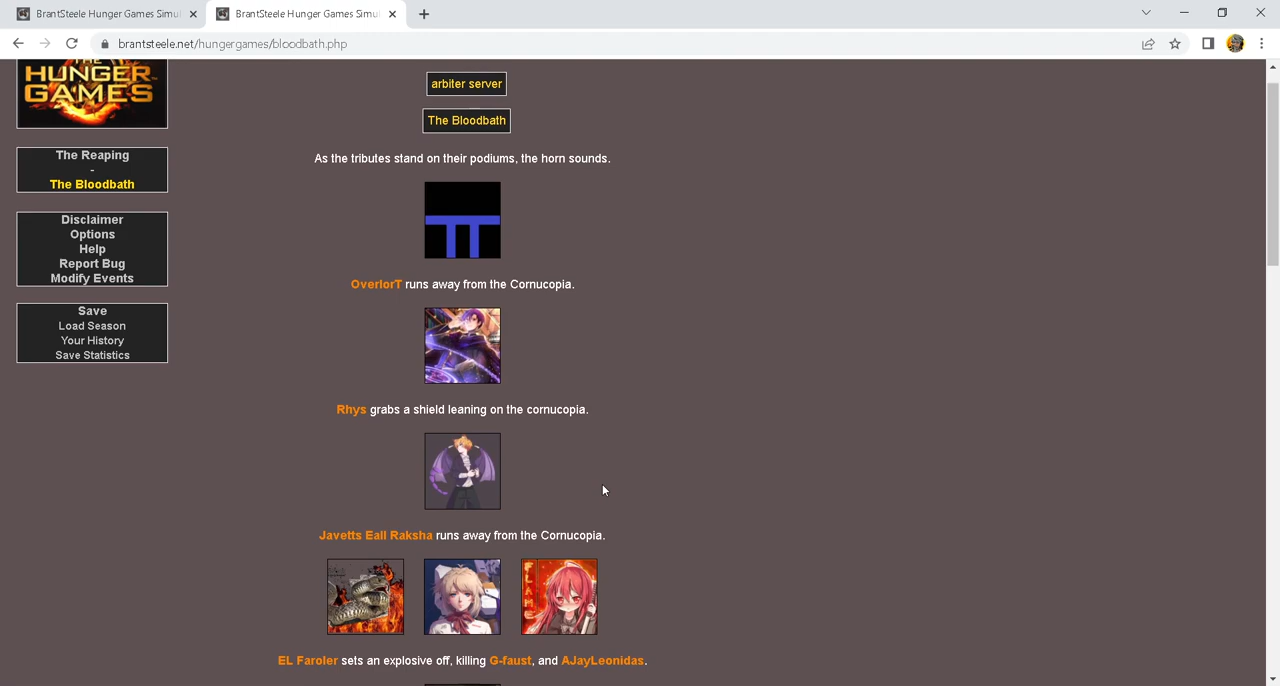 BrantSteele Hunger Games Simul
BrantSteele Hunger Games Simul
brantsteele.net/hungergames/bloodbath.php
THE
HUNGER
GAMES
The Reaping
-
The Bloodbath
Disclaimer
Options
Help
Report Bug
Modify Events
Save
Load Season
Your History
Save Statistics
arbiter server
The Bloodbath
As the tributes stand on their podiums, the horn sounds.
OverlorT runs away from the Cornucopia.
Rhys grabs a shield leaning on the cornucopia.
Javetts Eall Raksha runs away from the Cornucopia.
FLAME
EL Faroler sets an explosive off, killing G-faust, and AJayLeonidas.